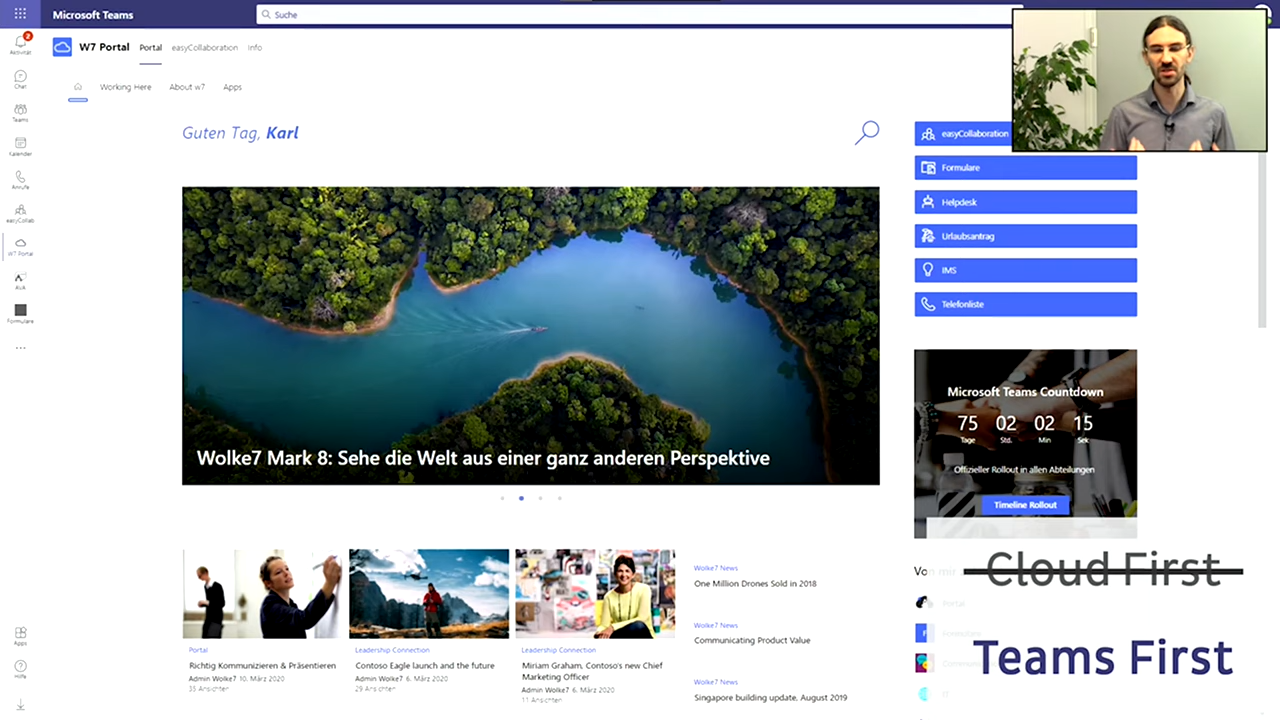 Microsoft Teams
Suche
2
Aktivität
Chat
Teams
Kalender
Anrufe
easyCollab
W7 Portal
AVA
Formulare
Apps
Hilfe
W7 Portal
Portal
easyCollaboration
Info
Working Here
About w7
Apps
Guten Tag, Karl
Wolke7 Mark 8: Sehe die Welt aus einer ganz anderen Perspektive
Portal
Richtig Kommunizieren & Präsentieren
Admin Wolke7 10. März 2020
35 Ansichten
Leadership Connection
Contoso Eagle launch and the future
Admin Wolke7 6. März 2020
29 Ansichten
Leadership Connection
Miriam Graham, Contoso's new Chief
Marketing Officer
Admin Wolke7 6. März 2020
11 Ansichten
Wolke7 News
One Million Drones Sold in 2018
Wolke7 News
Communicating Product Value
Wolke7 News
Singapore building update, August 2019
easyCollaboration
Formulare
Helpdesk
Urlaubsantrag
IMS
Telefonliste
Microsoft Teams Countdown
75 02 02 15
Tage Std. Min Sek
Offizieller Rollout in allen Abteilungen
Timeline Rollout
Von mir
Cloud First
Portal
Teams First
IT